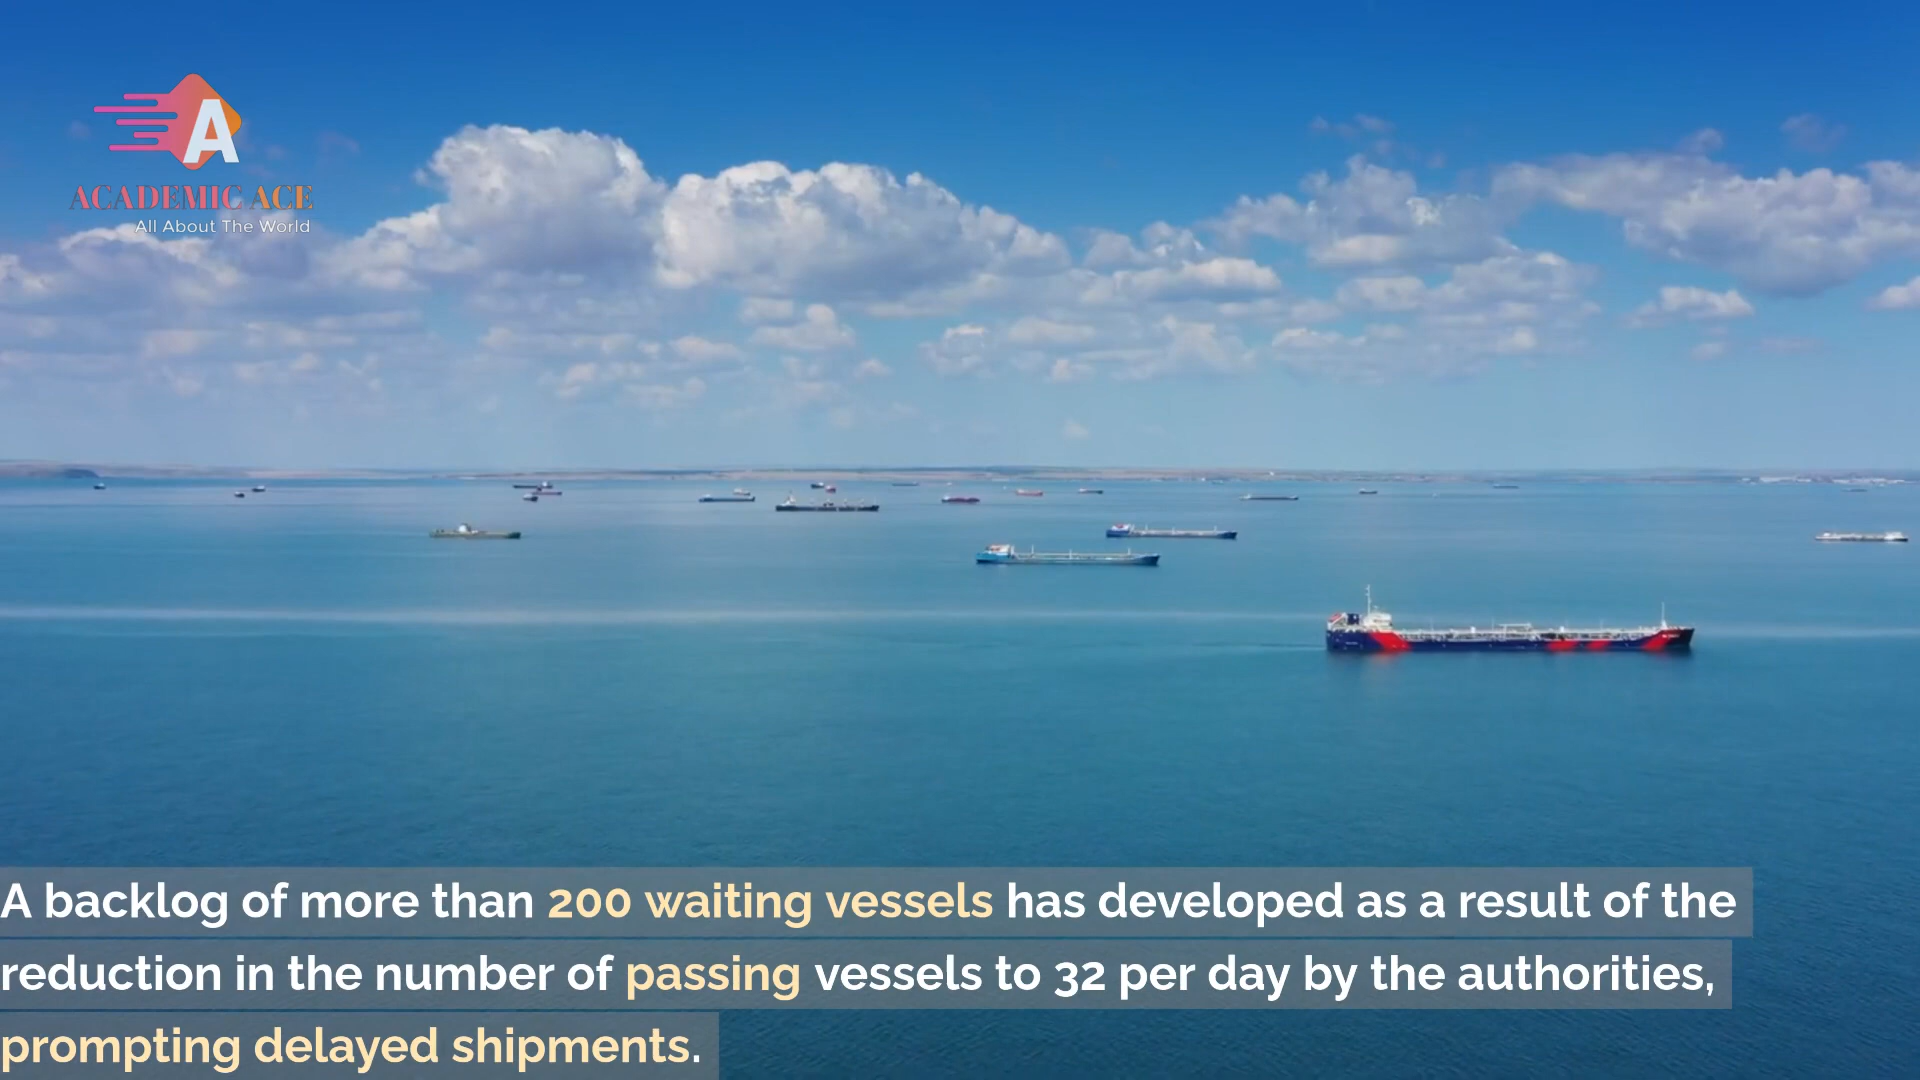 A
ACADEMIC ACE
All About The World
A backlog of more than 200 waiting vessels has developed as a result of the
reduction in the number of passing vessels to 32 per day by the authorities,
prompting delayed shipments.